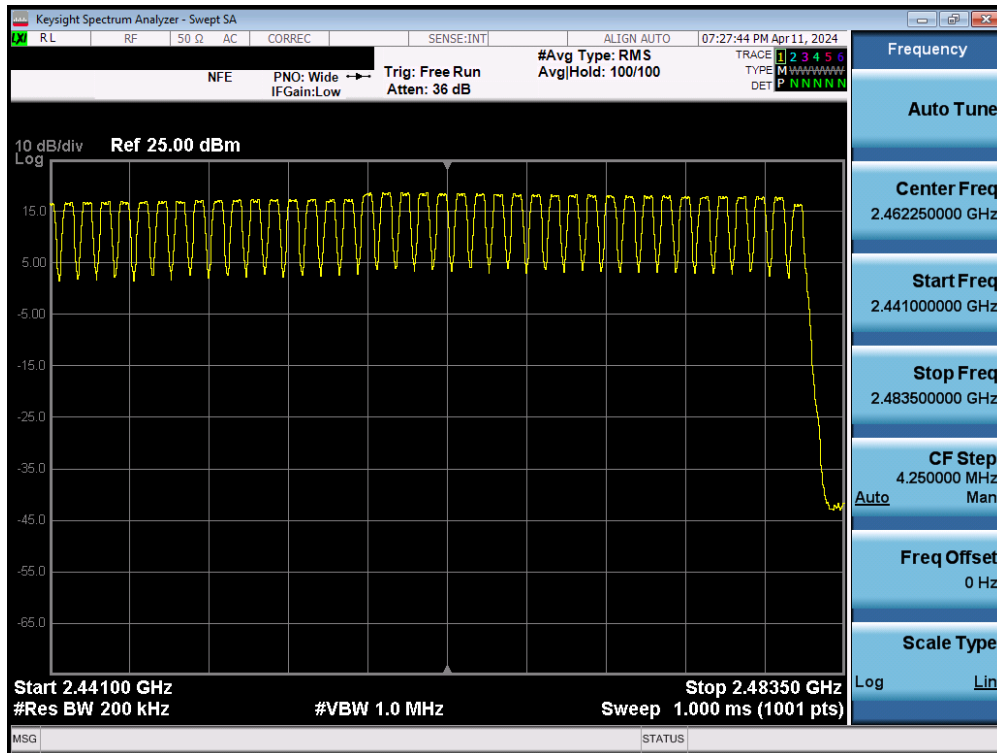 Keysight Spectrum Analyzer - Swept SA
LXI RL RF 50 Ω AC CORREC SENSE:INT ALIGN AUTO 07:27:44 PM Apr 11, 2024
NFE PNO: Wide Trig: Free Run #Avg Type: RMS TRACE 1 2 3 4 5 6
IFGain:Low Atten: 36 dB Avg|Hold: 100/100 TYPE M WWWWW
DET P N N N N N
Frequency
Auto Tune
Center Freq
2.462250000 GHz
Start Freq
2.441000000 GHz
Stop Freq
2.483500000 GHz
CF Step
4.250000 MHz
Auto Man
Freq Offset
0 Hz
Scale Type
Log Lin
10 dB/div Ref 25.00 dBm
Log
15.0
5.00
-5.00
-15.0
-25.0
-35.0
-45.0
-55.0
-65.0
Start 2.44100 GHz Stop 2.48350 GHz
#Res BW 200 kHz #VBW 1.0 MHz Sweep 1.000 ms (1001 pts)
MSG STATUS